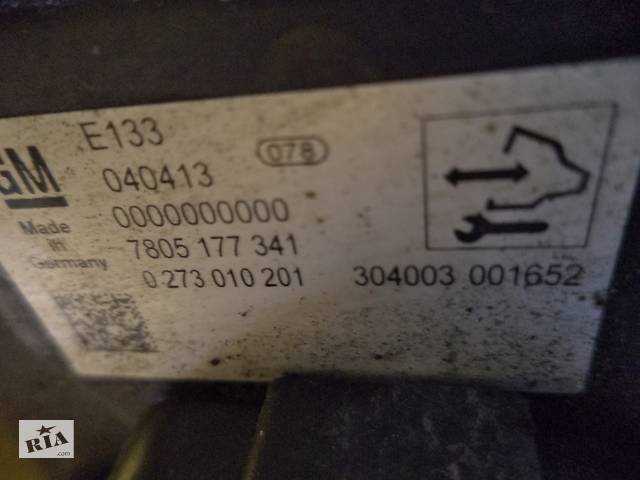 E133
078
GM
040413
Made in Germany
0000000000
7805 177 341
0 273 010 201
304003 001652
RIA
.com